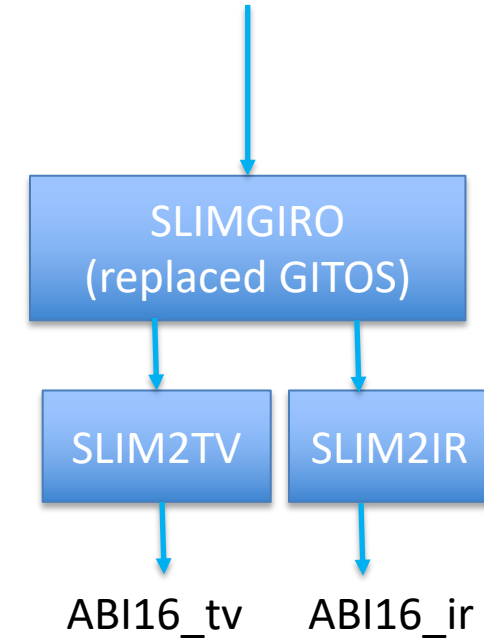 SLIMGIRO
(replaced GITOS)
SLIM2TV
SLIM2IR
ABI16_tv
ABI16_ir